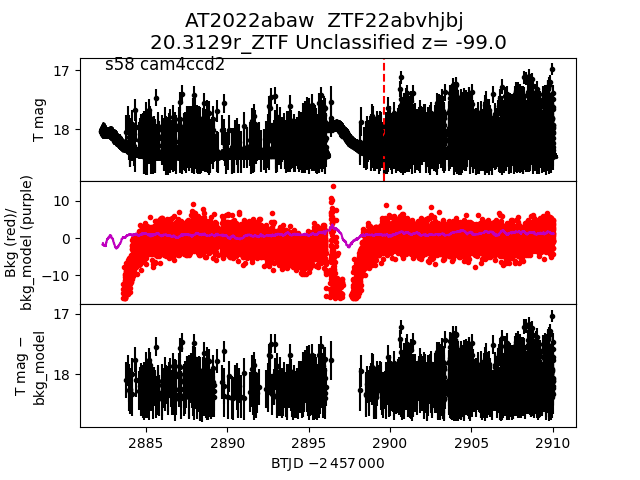 AT2022abaw  ZTF22abvhjbj
20.3129r_ZTF Unclassified z= -99.0
s58 cam4ccd2
17
18
T mag
10
0
−10
Bkg (red)/
bkg_model (purple)
17
18
T mag −
bkg_model
2885 2890 2895 2900 2905 2910
BTJD −2 457 000